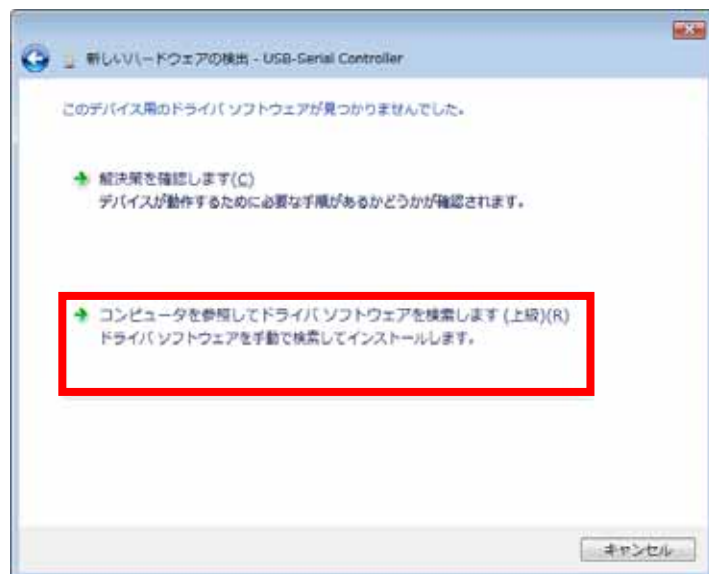 新しいハードウェアの検出 - USB-Serial Controller
このデバイス用のドライバ ソフトウェアが見つかりませんでした。
解決策を確認します(C)
デバイスが動作するために必要な手順があるかどうかが確認されます。
コンピュータを参照してドライバ ソフトウェアを検索します (上級)(R)
ドライバ ソフトウェアを手動で検索してインストールします。
キャンセル